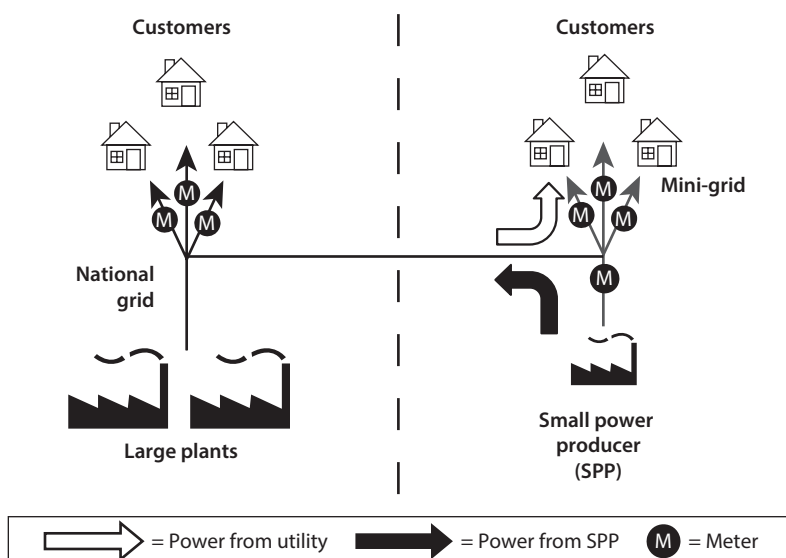 Customers
Customers
M
M
M
M
M
M
Mini-grid
National
grid
M
Large plants
Small power
producer
(SPP)
= Power from utility
= Power from SPP
M = Meter